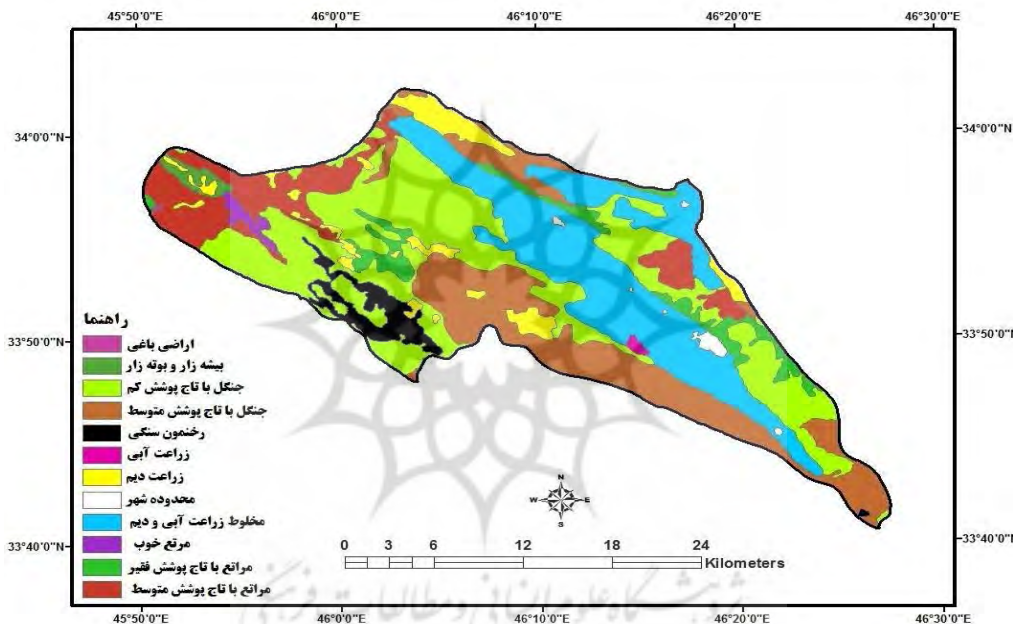 45°50'0"E 46°0'0"E 46°10'0"E 46°20'0"E 46°30'0"E
34°0'0"N 34°0'0"N
33°50'0"N 33°50'0"N
33°40'0"N 33°40'0"N
راهنما
اراضی باغی
بیشه زار و بوته زار
جنگل با تاج پوشش کم
جنگل با تاج پوشش متوسط
رخنمون سنگی
زراعت آبی
زراعت دیم
محدوده شهر
مخلوط زراعت آبی و دیم
مرتع خوب
مراتع با تاج پوشش فقیر
مراتع با تاج پوشش متوسط
N
W E
S
0 3 6 12 18 24
Kilometers
پژوهشگاه علوم انسانی و مطالعات فرهنگی
45°50'0"E 46°0'0"E 46°10'0"E 46°20'0"E 46°30'0"E